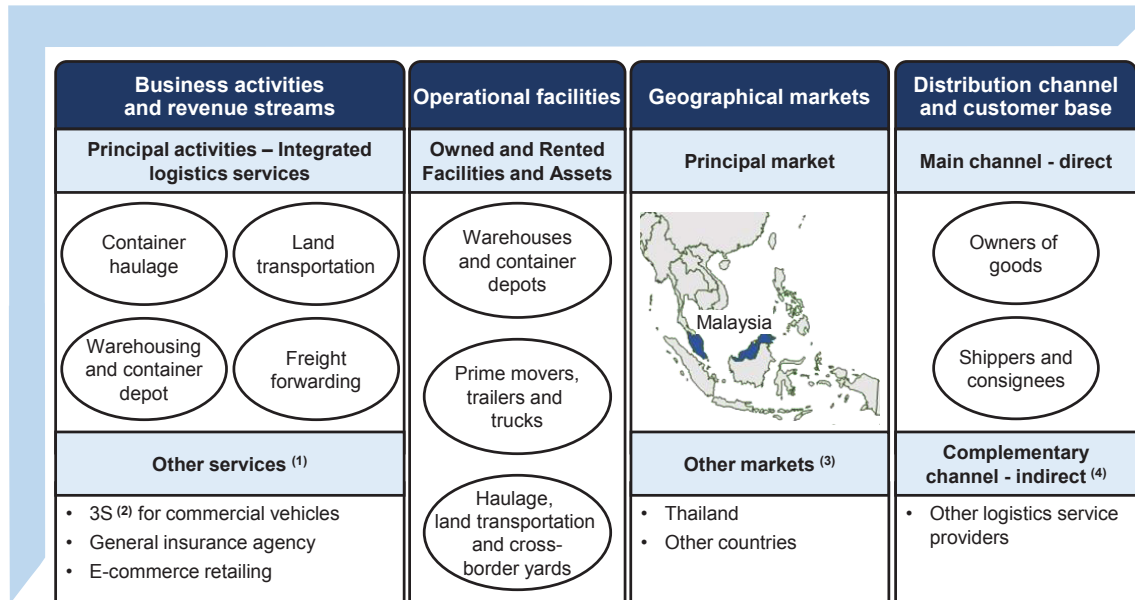 Business activities
and revenue streams
Principal activities – Integrated
logistics services
Container
haulage
Land
transportation
Warehousing
and container
depot
Freight
forwarding
Other services (1)
• 3S (2) for commercial vehicles
• General insurance agency
• E-commerce retailing
Operational facilities
Owned and Rented
Facilities and Assets
Warehouses
and container
depots
Prime movers,
trailers and
trucks
Haulage,
land transportation
and cross-
border yards
Geographical markets
Principal market
Malaysia
Other markets (3)
• Thailand
• Other countries
Distribution channel
and customer base
Main channel - direct
Owners of
goods
Shippers and
consignees
Complementary
channel - indirect (4)
• Other logistics service
providers